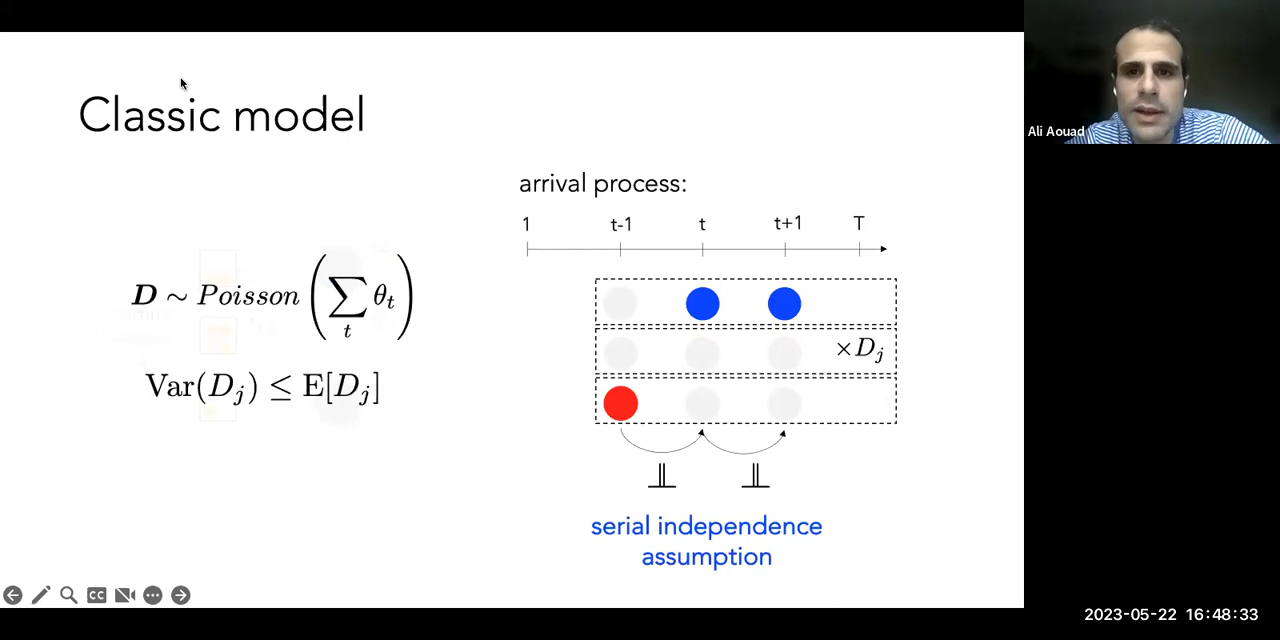 Classic model
arrival process:
1 t-1 t t+1 T
D ~ Poisson(∑_t θ_t)
×D_j
Var(D_j) ≤ E[D_j]
⫫ ⫫
serial independence
assumption
CC
Ali Aouad
2023-05-22 16:48:33